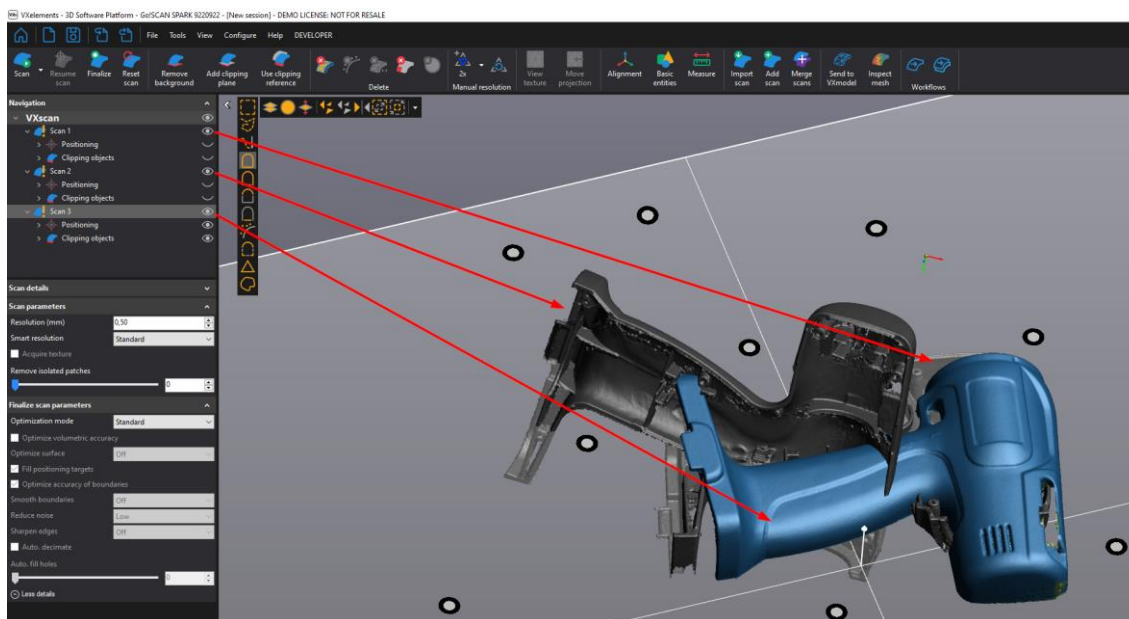 VXelements - 3D Software Platform - Go!SCAN SPARK 9220922 - [New session] - DEMO LICENSE: NOT FOR RESALE
File Tools View Configure Help DEVELOPER
Scan
Resume scan
Finalize
Reset scan
Remove background
Add clipping plane
Use clipping reference
Delete
2x
Manual resolution
View texture
Move projection
Alignment
Basic entities
Measure
Import scan
Add scan
Merge scans
Send to VXmodel
Inspect mesh
Workflows
Navigation
VXscan
Scan 1
Positioning
Clipping objects
Scan 2
Positioning
Clipping objects
Scan 3
Positioning
Clipping objects
Scan details
Scan parameters
Resolution (mm) 0,50
Smart resolution Standard
Acquire texture
Remove isolated patches
0
Finalize scan parameters
Optimization mode Standard
Optimize volumetric accuracy
Optimize surface Off
Fill positioning targets
Optimize accuracy of boundaries
Smooth boundaries Off
Reduce noise Low
Sharpen edges Off
Auto. decimate
Auto. fill holes
0
Less details